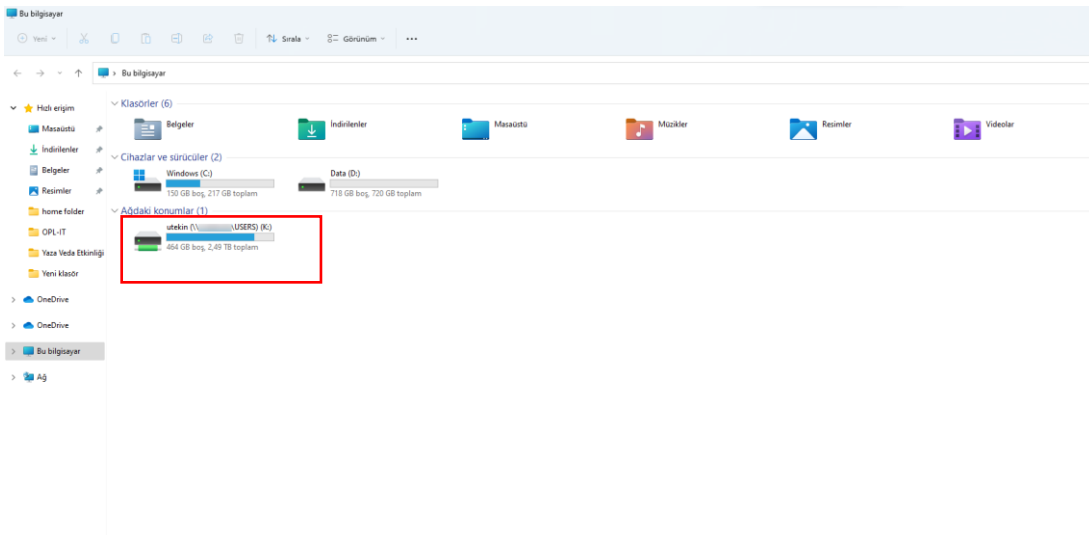 Bu bilgisayar
Yeni
Sırala
Görünüm
Bu bilgisayar
Hızlı erişim
Masaüstü
İndirilenler
Belgeler
Resimler
home folder
OPL-IT
Yaza Veda Etkinliği
Yeni klasör
OneDrive
OneDrive
Bu bilgisayar
Ağ
Klasörler (6)
Belgeler
İndirilenler
Masaüstü
Müzikler
Resimler
Videolar
Cihazlar ve sürücüler (2)
Windows (C:)
150 GB boş, 217 GB toplam
Data (D:)
718 GB boş, 720 GB toplam
Ağdaki konumlar (1)
utekin (\\ \USERS) (K:)
464 GB boş, 2,49 TB toplam